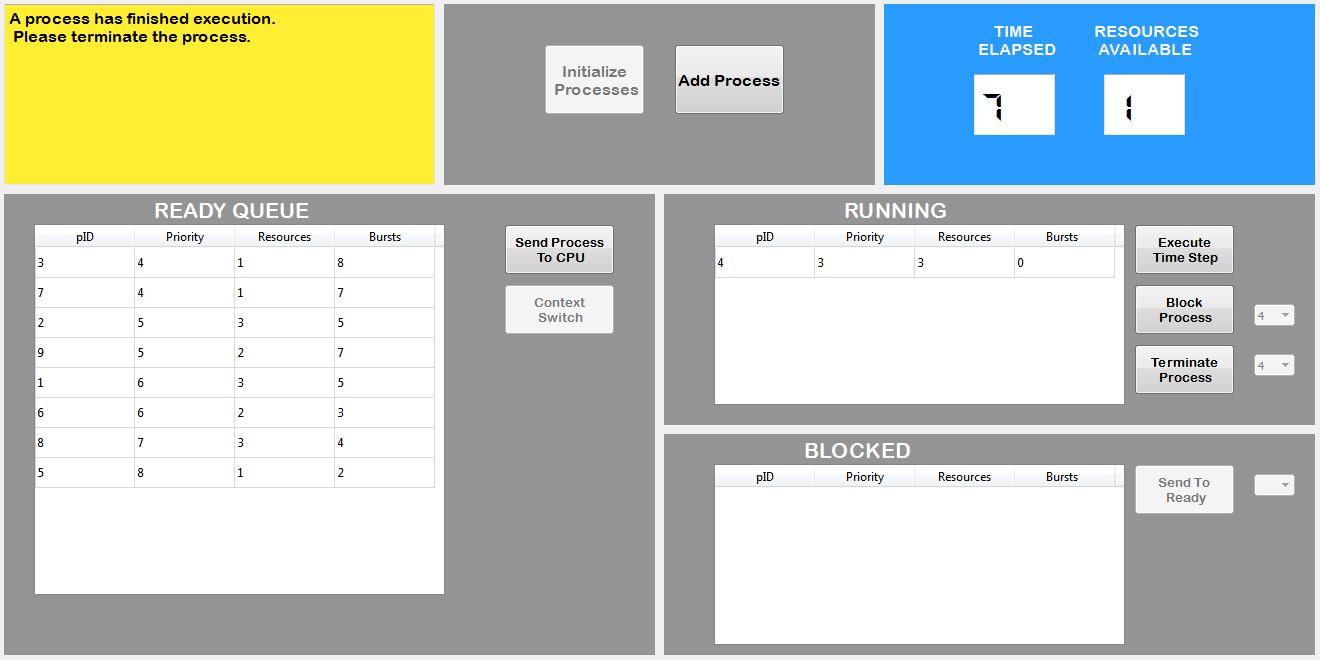 A process has finished execution.
Please terminate the process.
Initialize
Processes
Add Process
TIME
ELAPSED
RESOURCES
AVAILABLE
7
1
READY QUEUE
pID Priority Resources Bursts
3 4 1 8
7 4 1 7
2 5 3 5
9 5 2 7
1 6 3 5
6 6 2 3
8 7 3 4
5 8 1 2
Send Process
To CPU
Context
Switch
RUNNING
pID Priority Resources Bursts
4 3 3 0
Execute
Time Step
Block
Process
4
Terminate
Process
4
BLOCKED
pID Priority Resources Bursts
Send To
Ready